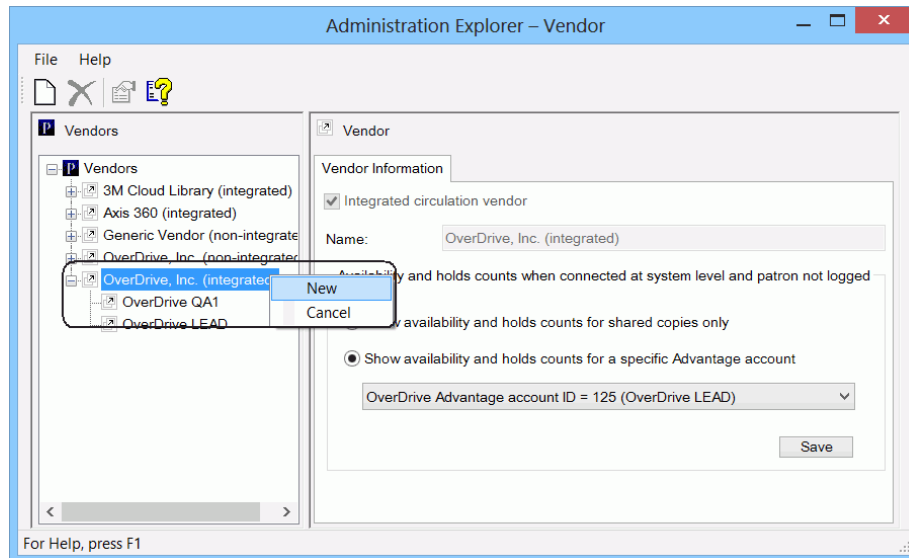 Administration Explorer – Vendor
File Help
Vendors
Vendors
3M Cloud Library (integrated)
Axis 360 (integrated)
Generic Vendor (non-integrate
OverDrive, Inc. (non-integrated
OverDrive, Inc. (integrated
OverDrive QA1
OverDrive LEAD
New
Cancel
Vendor
Vendor Information
Integrated circulation vendor
Name: OverDrive, Inc. (integrated)
Availability and holds counts when connected at system level and patron not logged
availability and holds counts for shared copies only
Show availability and holds counts for a specific Advantage account
OverDrive Advantage account ID = 125 (OverDrive LEAD)
Save
For Help, press F1